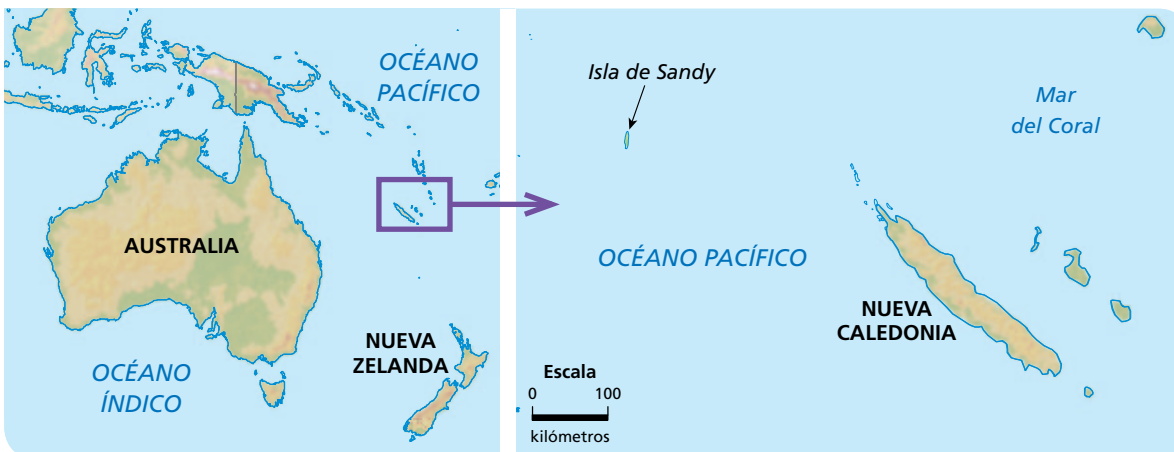 OCÉANO
PACÍFICO
AUSTRALIA
NUEVA
ZELANDA
OCÉANO
ÍNDICO
Isla de Sandy
Mar
del Coral
OCÉANO PACÍFICO
NUEVA
CALEDONIA
Escala
0 100
kilómetros